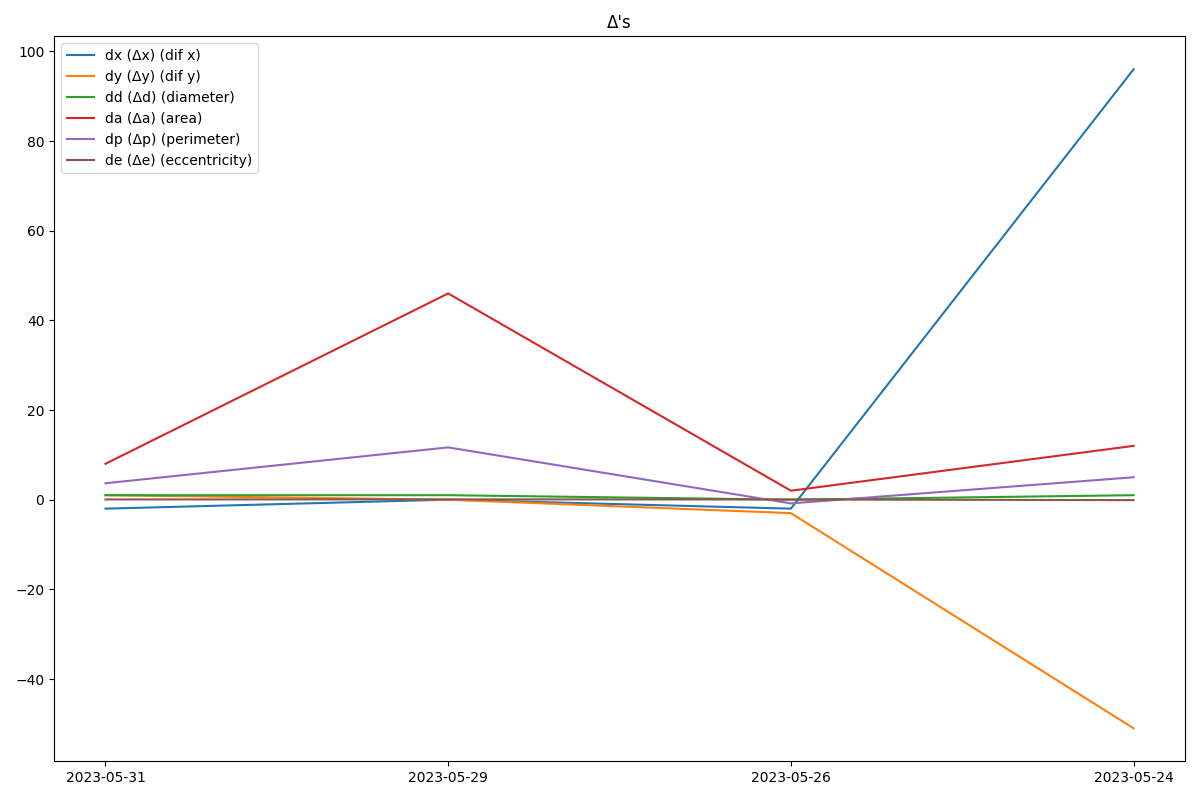 Δ's
dx (Δx) (dif x)
dy (Δy) (dif y)
dd (Δd) (diameter)
da (Δa) (area)
dp (Δp) (perimeter)
de (Δe) (eccentricity)
100
80
60
40
20
0
−20
−40
2023-05-31 2023-05-29 2023-05-26 2023-05-24